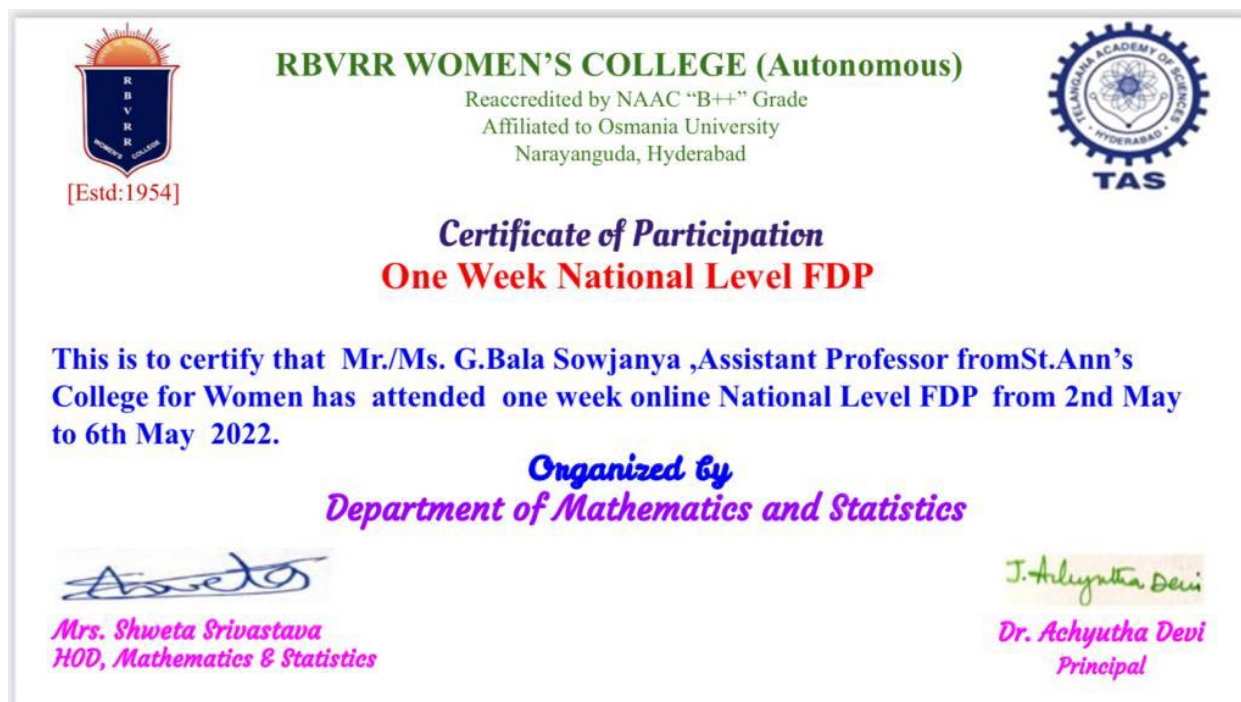 RBVRR WOMEN'S COLLEGE (Autonomous)
Reaccredited by NAAC “B++” Grade
Affiliated to Osmania University
Narayanguda, Hyderabad
R
B
V
R
R
WOMEN'S COLLEGE
[Estd:1954]
TELANGANA ACADEMY OF SCIENCES
• HYDERABAD •
TAS
Certificate of Participation
One Week National Level FDP
This is to certify that Mr./Ms. G.Bala Sowjanya ,Assistant Professor fromSt.Ann’s
College for Women has attended one week online National Level FDP from 2nd May
to 6th May 2022.
Organized by
Department of Mathematics and Statistics
J. Achyutha Devi
Mrs. Shweta Srivastava
HOD, Mathematics & Statistics
Dr. Achyutha Devi
Principal